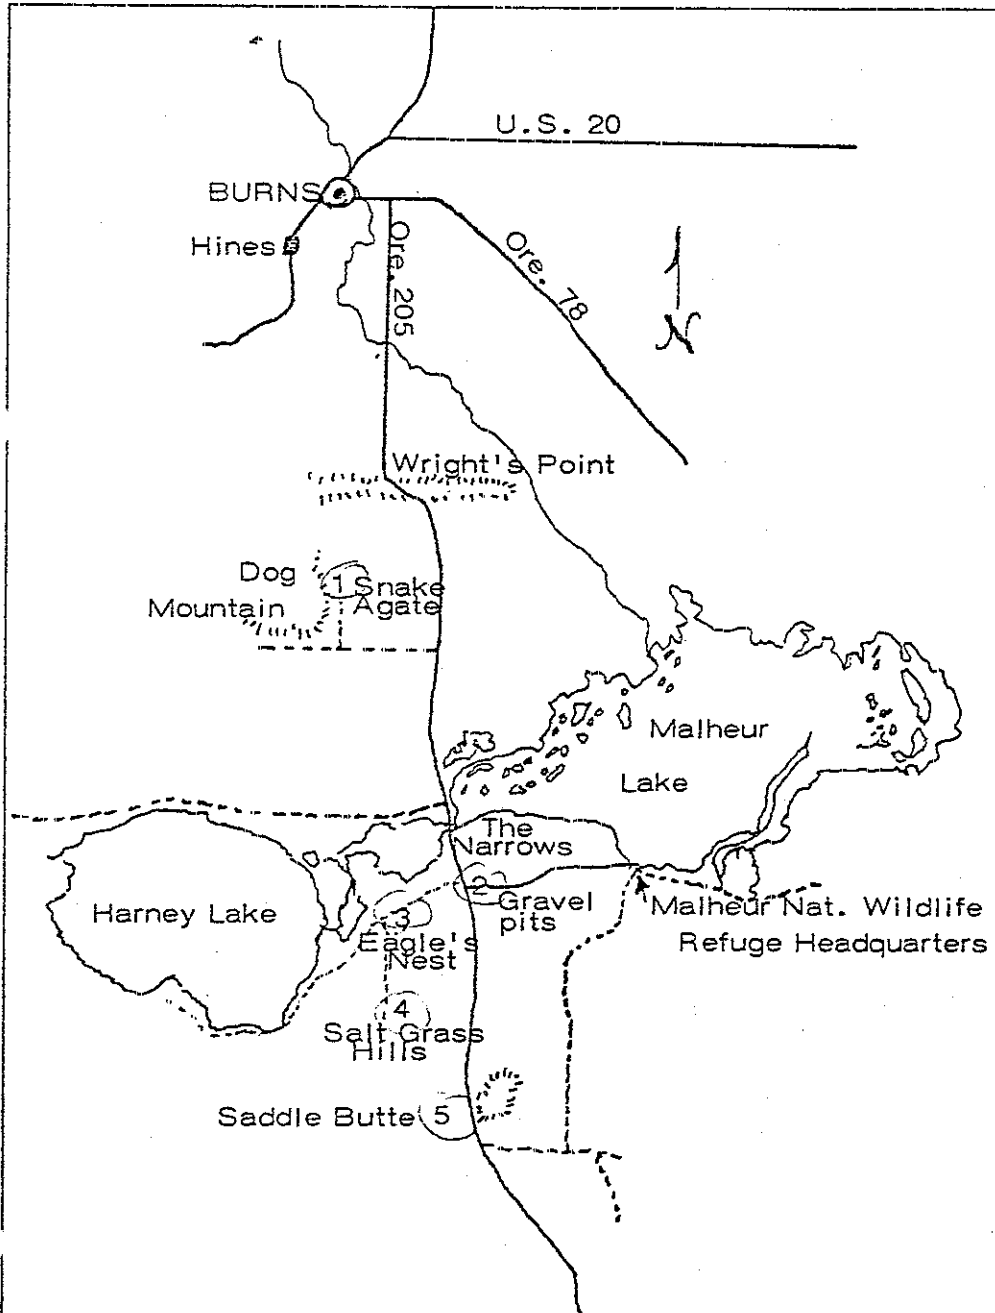 U.S. 20
BURNS
Hines
Ore. 205
Ore. 78
N
Wright's Point
Dog
Mountain
1 Snake
Agate
Malheur
Lake
The
Narrows
2
Gravel
pits
Harney Lake
3
Eagle's
Nest
Malheur Nat. Wildlife
Refuge Headquarters
4
Salt Grass
Hills
Saddle Butte 5